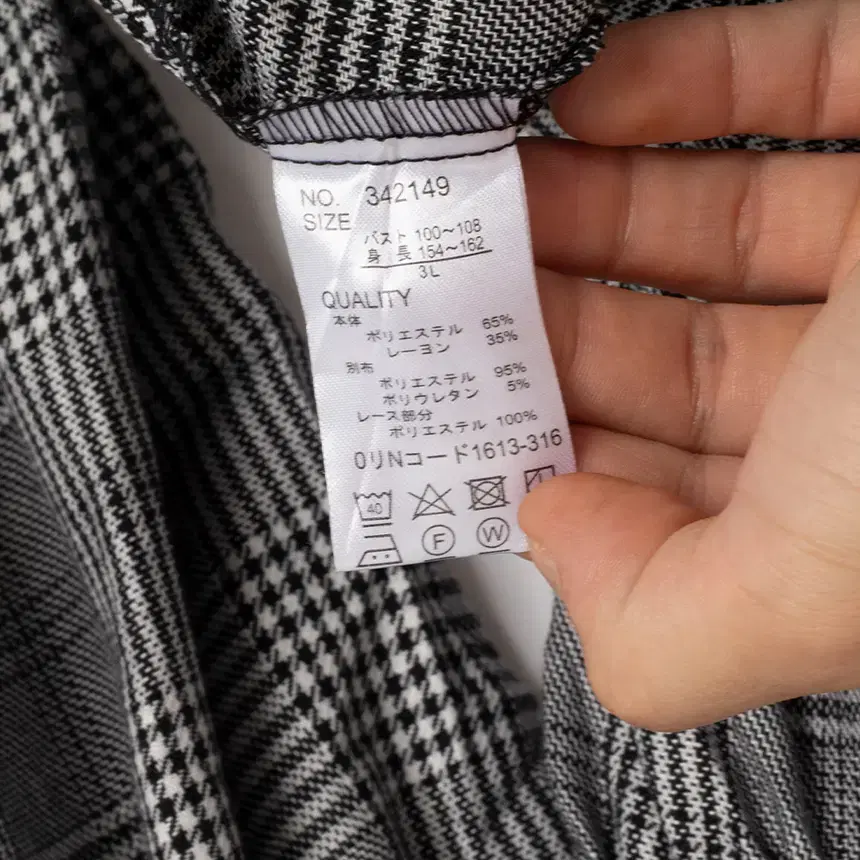 NO. 342149
SIZE
バスト 100～108
身 長 154～162
3L
QUALITY
本体
ポリエステル 65%
レーヨン 35%
別布
ポリエステル 95%
ポリウレタン 5%
レース部分
ポリエステル 100%
0リNコード1613-316
40
F
W